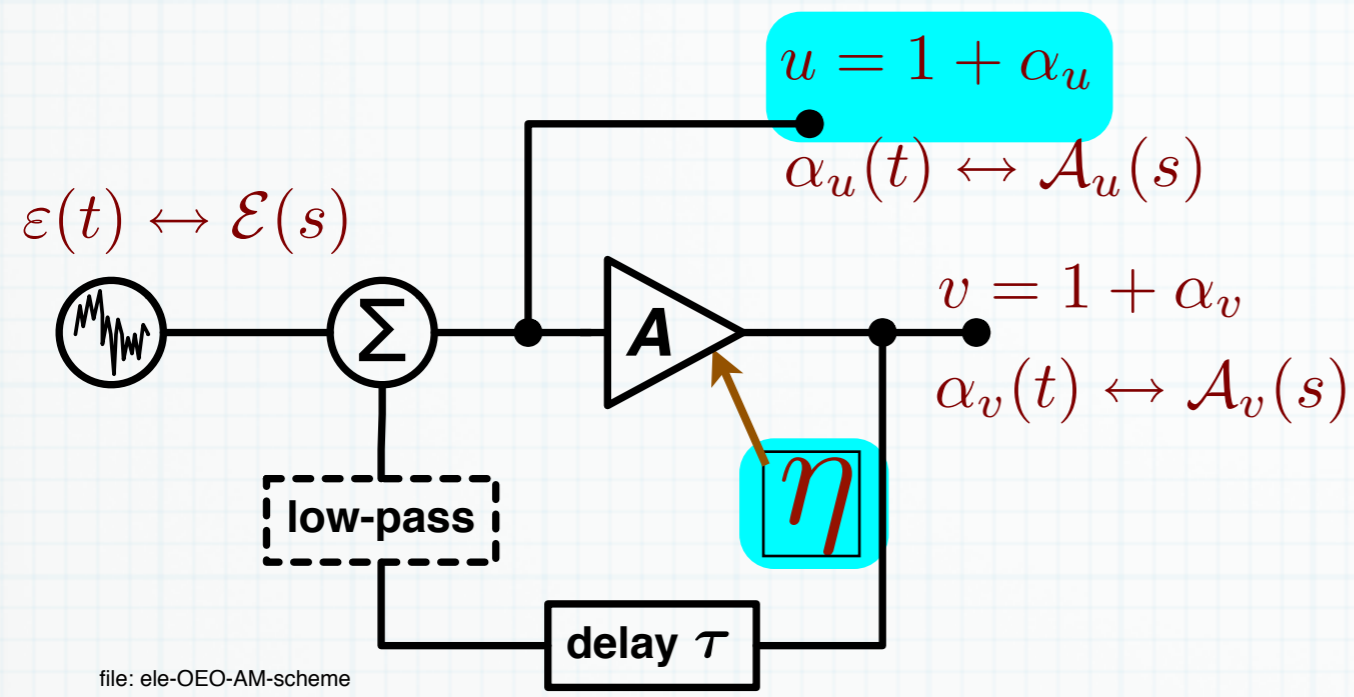 u = 1 + α_u
α_u(t) ↔ 𝒜_u(s)
ε(t) ↔ ℰ(s)
Σ
A
v = 1 + α_v
α_v(t) ↔ 𝒜_v(s)
η
low-pass
delay τ
file: ele-OEO-AM-scheme